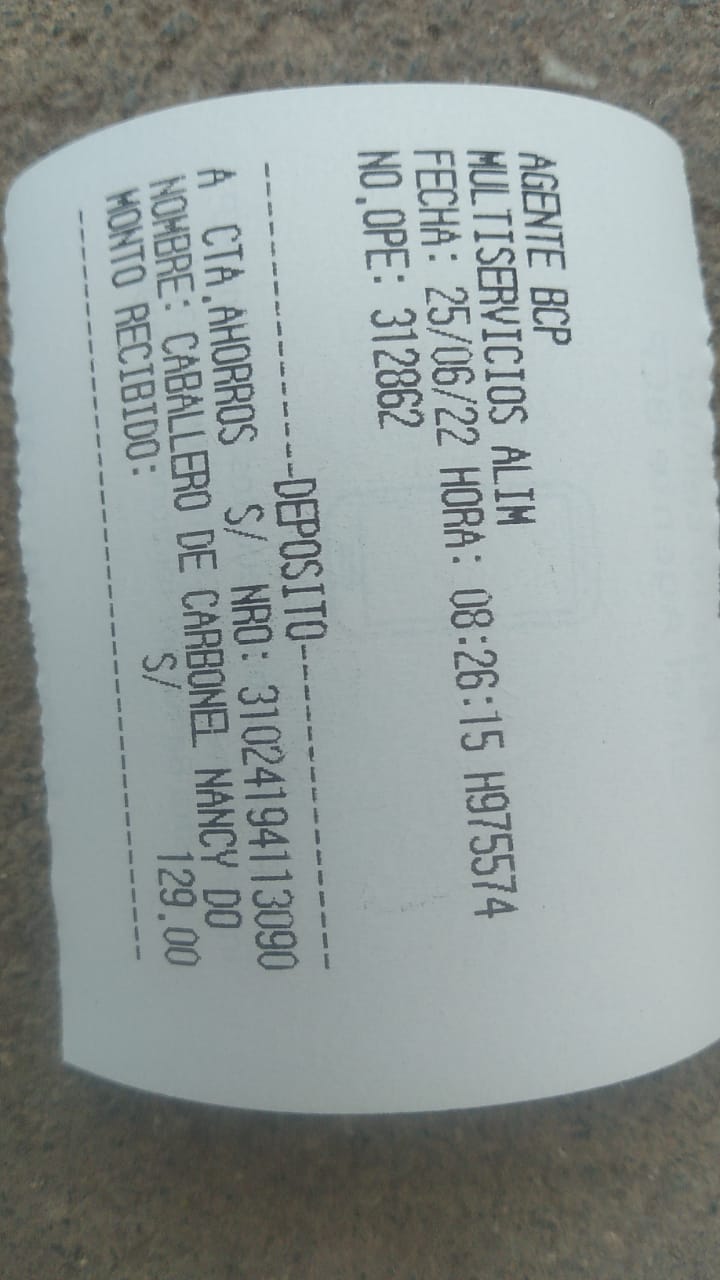 AGENTE BCP
MULTISERVICIOS ALIM
FECHA: 25/06/22 HORA: 08:26:15 H975574
NO.OPE: 312862
------------------DEPOSITO-------------------
A CTA.AHORROS S/ NRO: 31024194113090
NOMBRE: CABALLERO DE CARBONEL NANCY DO
MONTO RECIBIDO: S/ 129.00
---------------------------------------------